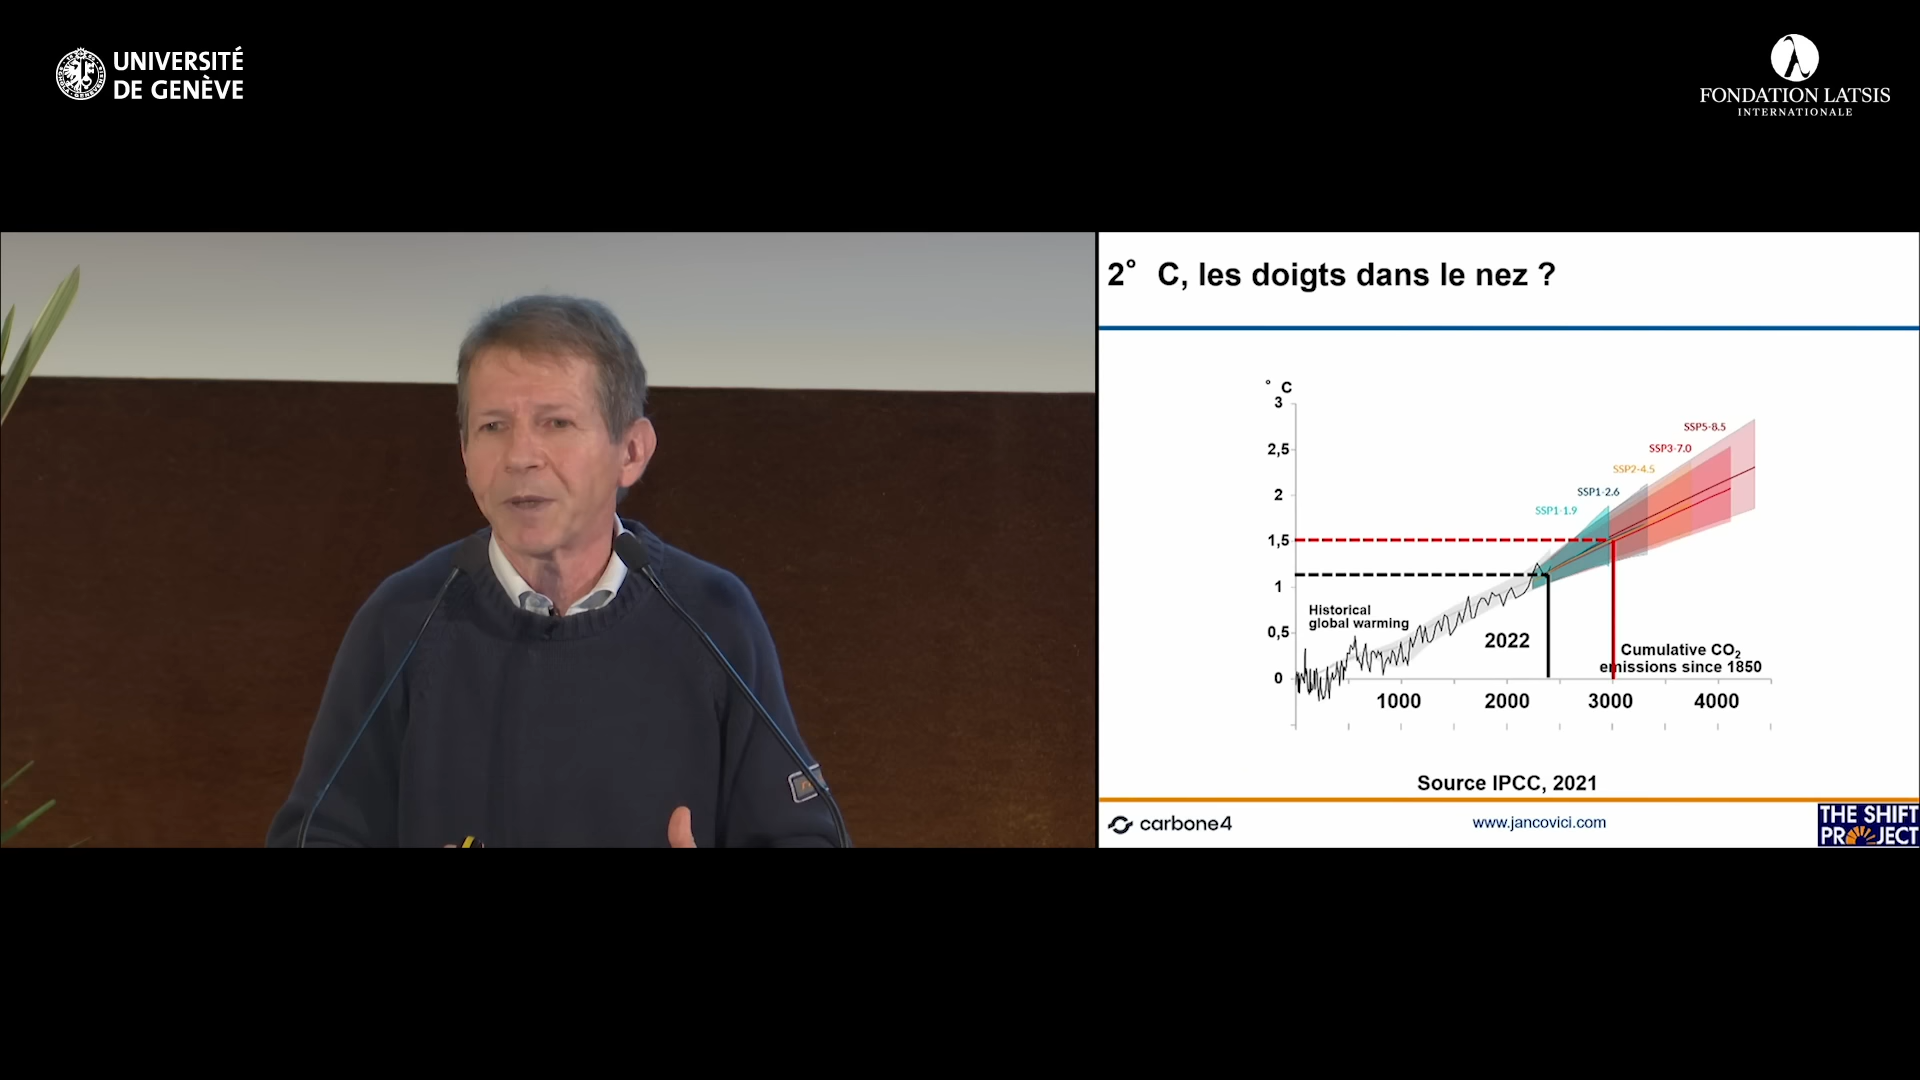 UNIVERSITÉ
DE GENÈVE
FONDATION LATSIS
INTERNATIONALE
2° C, les doigts dans le nez ?
° C
3
2,5
2
1,5
1
0,5
0
SSP5-8.5
SSP3-7.0
SSP2-4.5
SSP1-2.6
SSP1-1.9
Historical
global warming
2022
Cumulative CO₂
emissions since 1850
1000 2000 3000 4000
Source IPCC, 2021
carbone4
www.jancovici.com
THE SHIFT
PROJECT